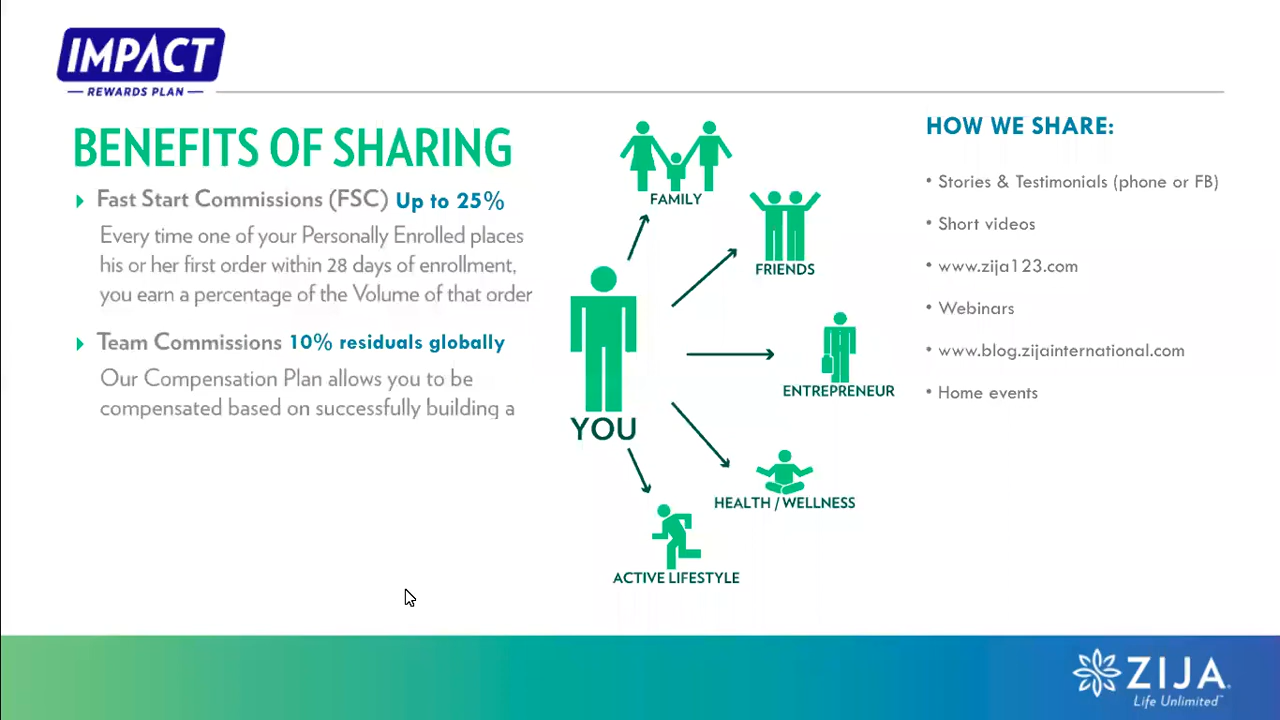 IMPACT
REWARDS PLAN
BENEFITS OF SHARING
Fast Start Commissions (FSC) Up to 25%
Every time one of your Personally Enrolled places
his or her first order within 28 days of enrollment,
you earn a percentage of the Volume of that order
Team Commissions 10% residuals globally
Our Compensation Plan allows you to be
compensated based on successfully building a
FAMILY
FRIENDS
ENTREPRENEUR
YOU
HEALTH / WELLNESS
ACTIVE LIFESTYLE
HOW WE SHARE:
• Stories & Testimonials (phone or FB)
• Short videos
• www.zija123.com
• Webinars
• www.blog.zijainternational.com
• Home events
ZIJA
Life Unlimited™